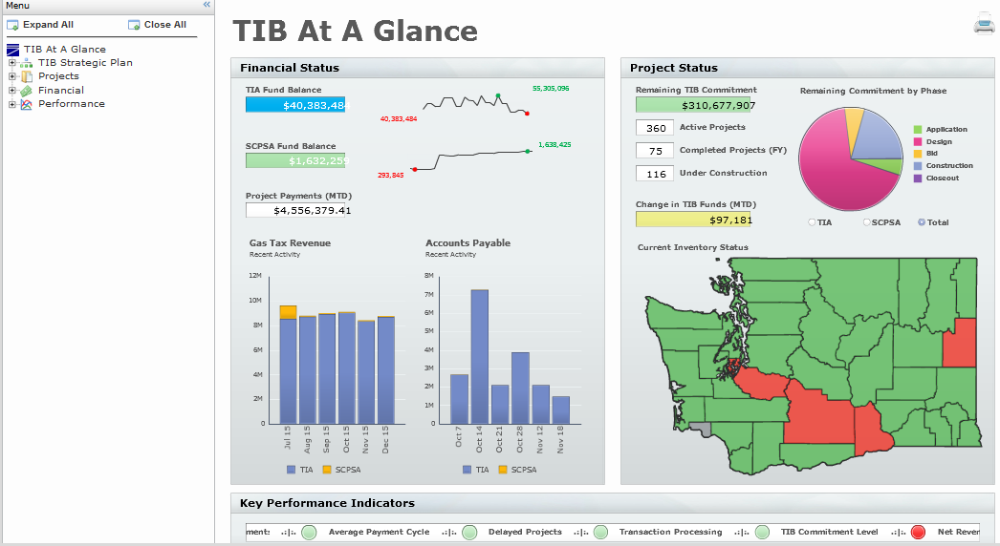 Menu
«
Expand All
Close All
TIB At A Glance
TIB Strategic Plan
Projects
Financial
Performance
TIB At A Glance
Financial Status
TIA Fund Balance
$40,383,484
55,305,096
40,383,484
SCPSA Fund Balance
$1,632,259
1,638,425
293,845
Project Payments (MTD)
$4,556,379.41
Gas Tax Revenue
Recent Activity
12M
10M
8M
6M
4M
2M
0
Jul 15
Aug 15
Sep 15
Oct 15
Nov 15
Dec 15
TIA
SCPSA
Accounts Payable
Recent Activity
8M
7M
6M
5M
4M
3M
2M
1M
0
Oct 7
Oct 14
Oct 21
Oct 28
Nov 12
Nov 18
TIA
SCPSA
Project Status
Remaining TIB Commitment
$310,677,907
360 Active Projects
75 Completed Projects (FY)
116 Under Construction
Change in TIB Funds (MTD)
$97,181
Remaining Commitment by Phase
Application
Design
Bid
Construction
Closeout
TIA
SCPSA
Total
Current Inventory Status
Key Performance Indicators
ment: .:|:. Average Payment Cycle .:|:. Delayed Projects .:|:. Transaction Processing .:|:. TIB Commitment Level .:|:. Net Rever